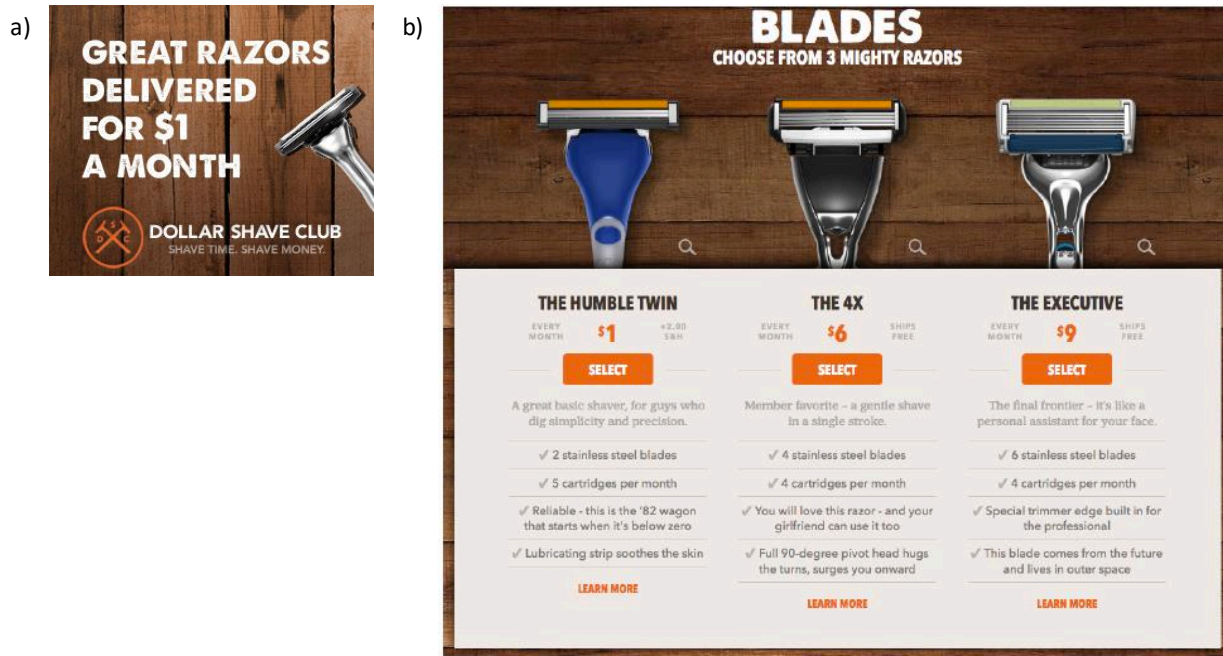 a)
GREAT RAZORS
DELIVERED
FOR $1
A MONTH
S
D C
DOLLAR SHAVE CLUB
SHAVE TIME. SHAVE MONEY.
b)
BLADES
CHOOSE FROM 3 MIGHTY RAZORS
THE HUMBLE TWIN
EVERY
MONTH
$1
+2.00
S&H
SELECT
A great basic shaver, for guys who
dig simplicity and precision.
✓ 2 stainless steel blades
✓ 5 cartridges per month
✓ Reliable - this is the '82 wagon
that starts when it's below zero
✓ Lubricating strip soothes the skin
LEARN MORE
THE 4X
EVERY
MONTH
$6
SHIPS
FREE
SELECT
Member favorite – a gentle shave
in a single stroke.
✓ 4 stainless steel blades
✓ 4 cartridges per month
✓ You will love this razor - and your
girlfriend can use it too
✓ Full 90-degree pivot head hugs
the turns, surges you onward
LEARN MORE
THE EXECUTIVE
EVERY
MONTH
$9
SHIPS
FREE
SELECT
The final frontier – it's like a
personal assistant for your face.
✓ 6 stainless steel blades
✓ 4 cartridges per month
✓ Special trimmer edge built in for
the professional
✓ This blade comes from the future
and lives in outer space
LEARN MORE